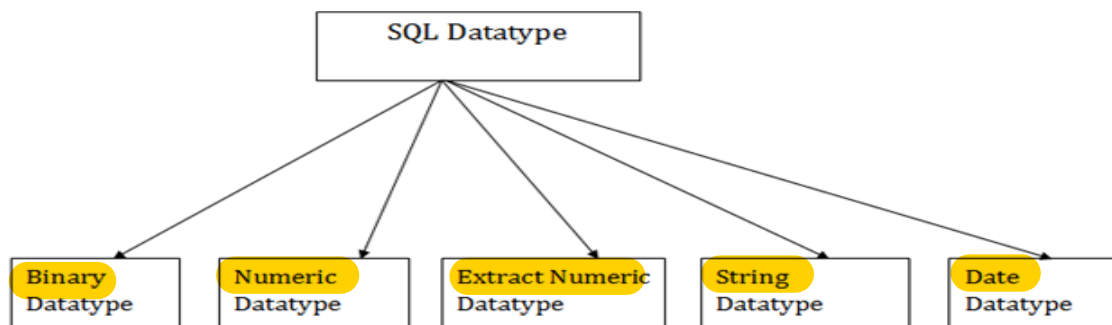 SQL Datatype
Binary
Datatype
Numeric
Datatype
Extract Numeric
Datatype
String
Datatype
Date
Datatype